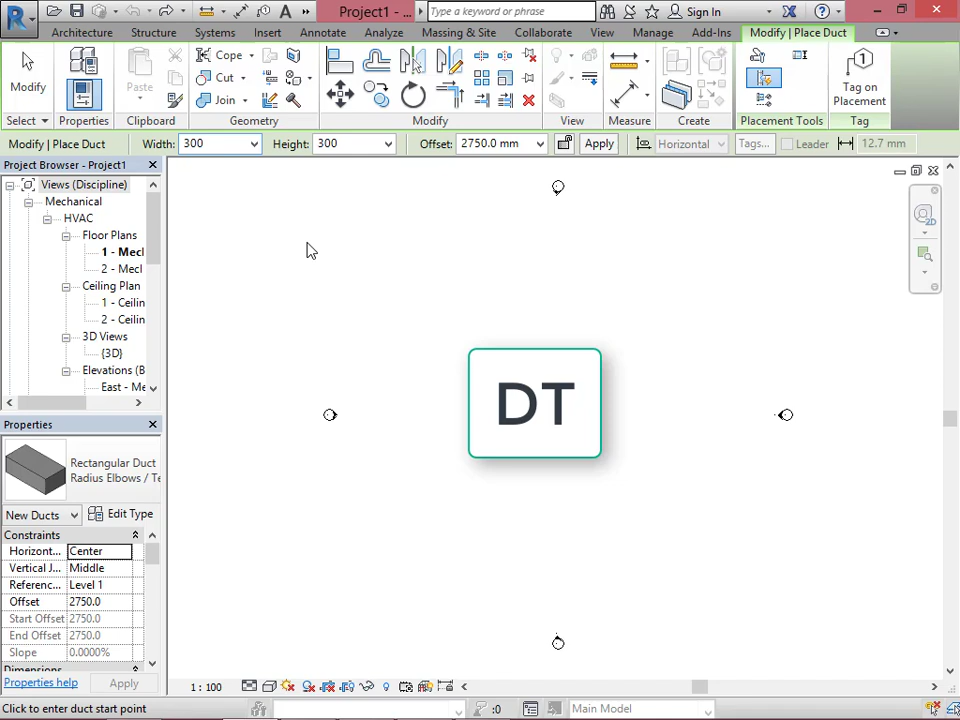 Project1 - ...
Type a keyword or phrase
Sign In
Architecture
Structure
Systems
Insert
Annotate
Analyze
Massing & Site
Collaborate
View
Manage
Add-Ins
Modify | Place Duct
Modify
Select
Properties
Paste
Clipboard
Cope
Cut
Join
Geometry
Modify
View
Measure
Create
Placement Tools
1
Tag on
Placement
Tag
Modify | Place Duct
Width: 300
Height: 300
Offset: 2750.0 mm
Apply
Horizontal
Tags...
Leader
12.7 mm
Project Browser - Project1
Views (Discipline)
Mechanical
HVAC
Floor Plans
1 - Mecl
2 - Mecl
Ceiling Plan
1 - Ceilin
2 - Ceilin
3D Views
{3D}
Elevations (B
East - Me
Properties
Rectangular Duct
Radius Elbows / Te
New Ducts
Edit Type
Constraints
Horizont... Center
Vertical J... Middle
Referenc... Level 1
Offset 2750.0
Start Offset 2750.0
End Offset 2750.0
Slope 0.0000%
Dimensions
Properties help
Apply
DT
2D
1 : 100
Click to enter duct start point
:0
Main Model